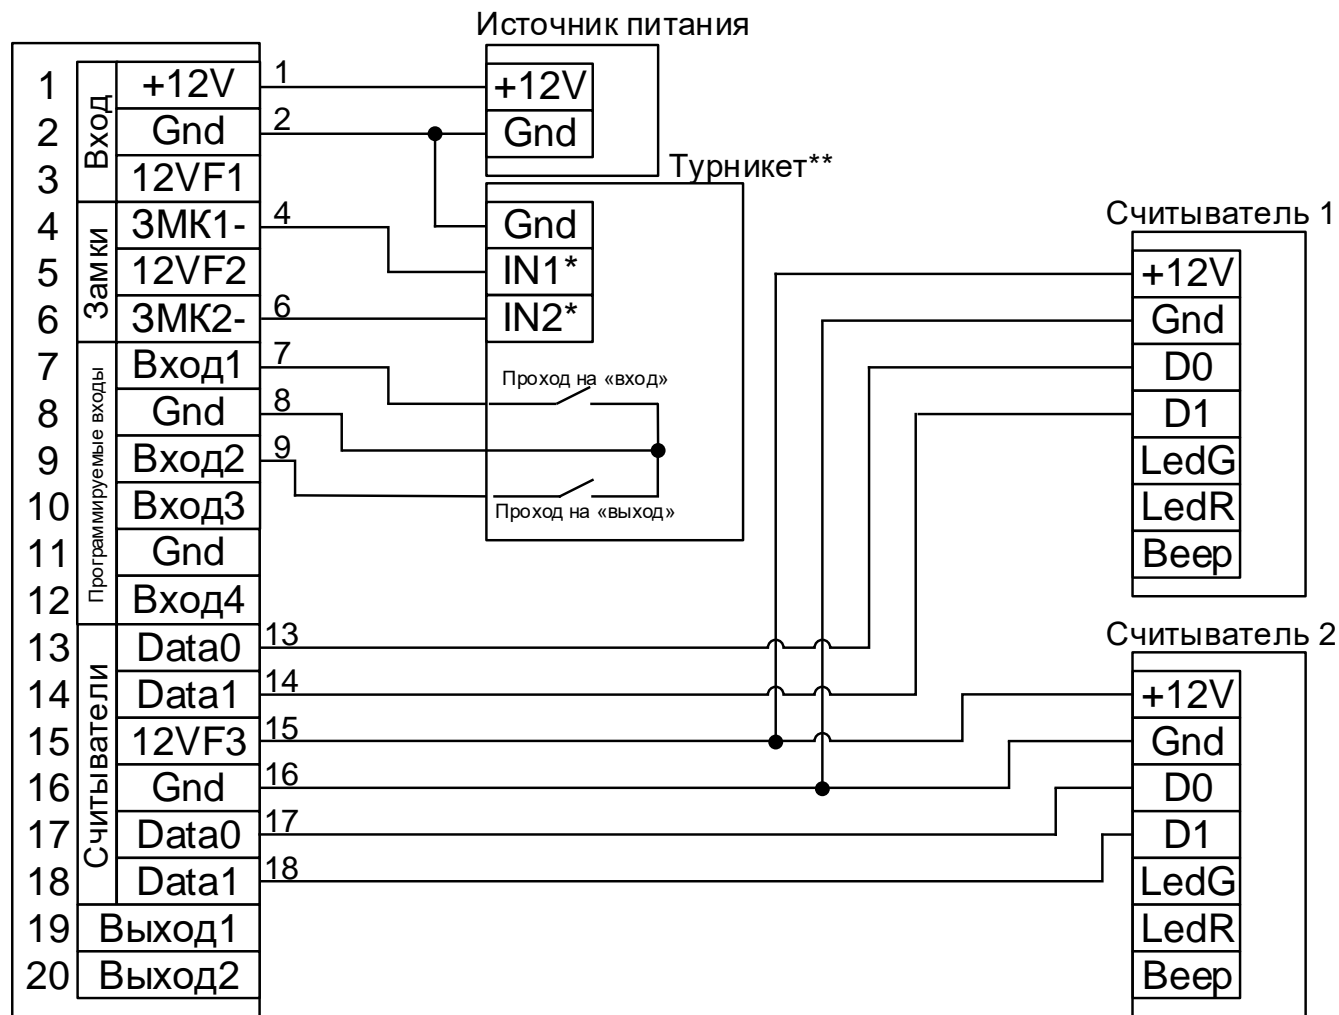 Источник питания
+12V
Gnd
Турникет**
Gnd
IN1*
IN2*
Проход на «вход»
Проход на «выход»
1 +12V 1
2 Gnd 2
3 12VF1
Вход
4 ЗМК1- 4
5 12VF2
6 ЗМК2- 6
Замки
7 Вход1 7
8 Gnd 8
9 Вход2 9
10 Вход3
11 Gnd
12 Вход4
Программируемые входы
13 Data0 13
14 Data1 14
15 12VF3 15
16 Gnd 16
17 Data0 17
18 Data1 18
Считыватели
19 Выход1
20 Выход2
Считыватель 1
+12V
Gnd
D0
D1
LedG
LedR
Beep
Считыватель 2
+12V
Gnd
D0
D1
LedG
LedR
Beep